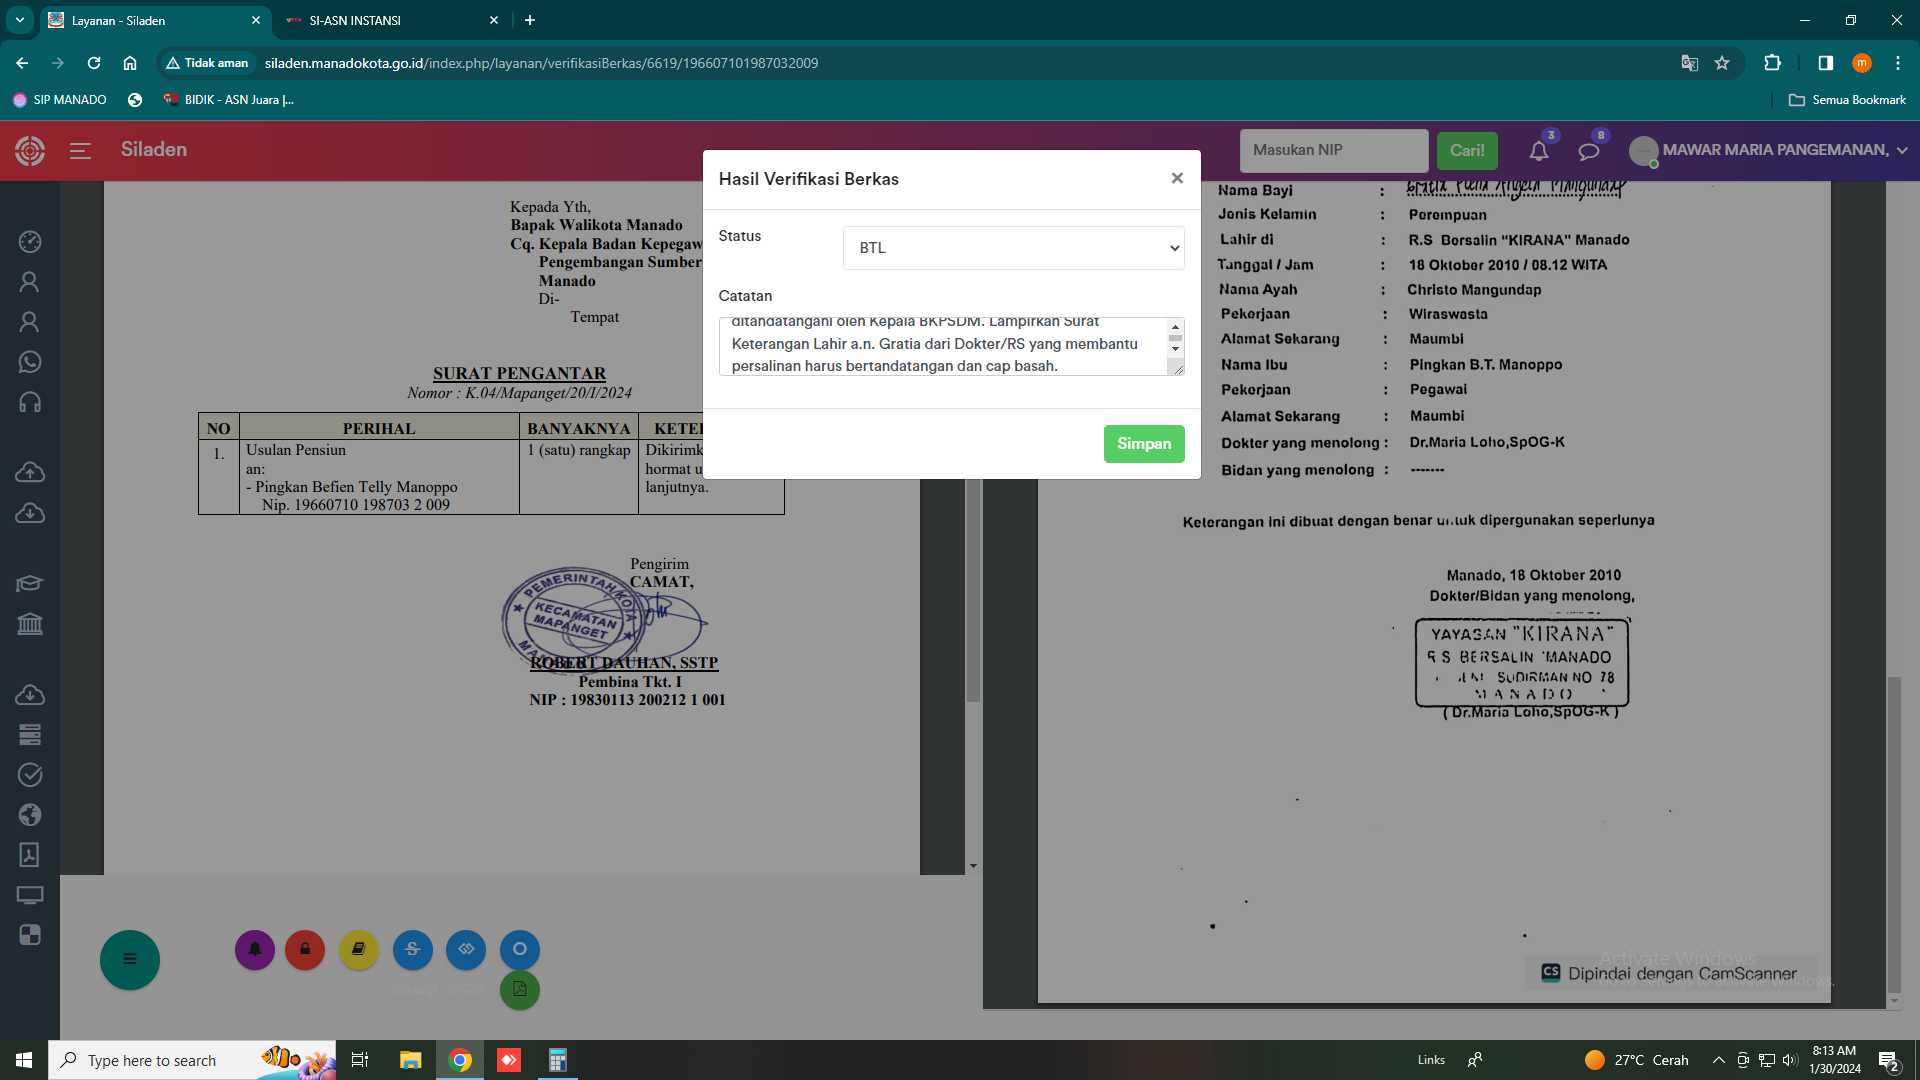 Layanan - Siladen
SI-ASN INSTANSI
Tidak aman
siladen.manadokota.go.id/index.php/layanan/verifikasiBerkas/6619/196607101987032009
m
SIP MANADO
BIDIK - ASN Juara |...
Semua Bookmark
Siladen
Masukan NIP
Cari!
3
8
MAWAR MARIA PANGEMANAN,
Kepada Yth,
Bapak Walikota Manado
Cq. Kepala Badan Kepegaw
Pengembangan Sumber
Manado
Di-
Tempat
SURAT PENGANTAR
Nomor : K.04/Mapanget/20/I/2024
NO PERIHAL BANYAKNYA KETE
1. Usulan Pensiun 1 (satu) rangkap Dikirimk
an: hormat u
- Pingkan Befien Telly Manoppo lanjutnya.
Nip. 19660710 198703 2 009
Pengirim
CAMAT,
PEMERINTAH KOTA
KECAMATAN
MAPANGET
ROBERT DAUHAN, SSTP
Pembina Tkt. I
NIP : 19830113 200212 1 001
Hasil Verifikasi Berkas
×
Status
BTL
Catatan
ditandatangani oleh Kepala BKPSDM. Lampirkan Surat
Keterangan Lahir a.n. Gratia dari Dokter/RS yang membantu
persalinan harus bertandatangan dan cap basah.
Simpan
Nama Bayi :
Jenis Kelamin : Perempuan
Lahir di : R.S Bersalin "KIRANA" Manado
Tanggal / Jam : 18 Oktober 2010 / 08.12 WITA
Nama Ayah : Christo Mangundap
Pekerjaan : Wiraswasta
Alamat Sekarang : Maumbi
Nama Ibu : Pingkan B.T. Manoppo
Pekerjaan : Pegawai
Alamat Sekarang : Maumbi
Dokter yang menolong : Dr.Maria Loho,SpOG-K
Bidan yang menolong : -------
Keterangan ini dibuat dengan benar untuk dipergunakan seperlunya
Manado, 18 Oktober 2010
Dokter/Bidan yang menolong,
YAYASAN "KIRANA"
R S BERSALIN MANADO
SUDIRMAN NO 78
MANADO
( Dr.Maria Loho,SpOG-K )
Activate Windows
CS Dipindai dengan CamScanner
Type here to search
Links
27°C Cerah
8:13 AM
1/30/2024
2